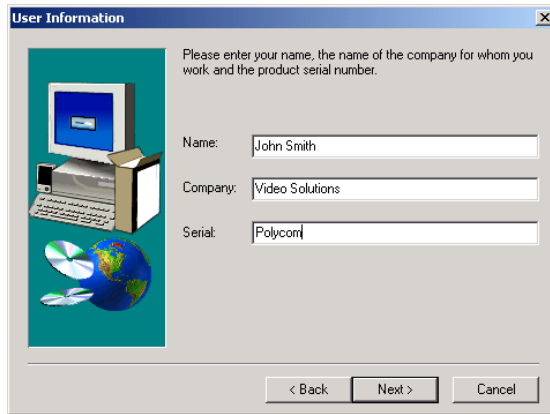 User Information
Please enter your name, the name of the company for whom you
work and the product serial number.
Name: John Smith
Company: Video Solutions
Serial: Polycom
< Back Next > Cancel